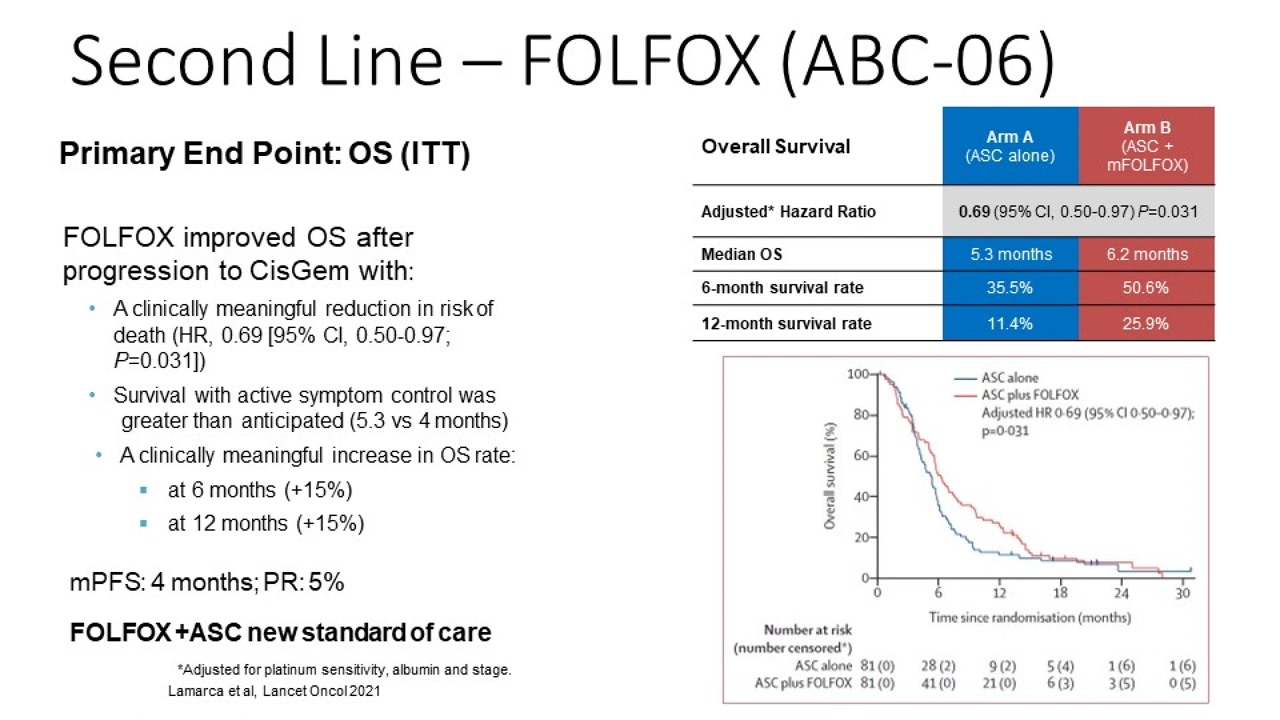 Second Line – FOLFOX (ABC-06)
Primary End Point: OS (ITT)
FOLFOX improved OS after
progression to CisGem with:
• A clinically meaningful reduction in risk of
death (HR, 0.69 [95% CI, 0.50-0.97;
P=0.031])
• Survival with active symptom control was
greater than anticipated (5.3 vs 4 months)
• A clinically meaningful increase in OS rate:
▪ at 6 months (+15%)
▪ at 12 months (+15%)
mPFS: 4 months; PR: 5%
FOLFOX +ASC new standard of care
*Adjusted for platinum sensitivity, albumin and stage.
Lamarca et al, Lancet Oncol 2021
Overall Survival
Arm A
(ASC alone)
Arm B
(ASC +
mFOLFOX)
Adjusted* Hazard Ratio 0.69 (95% CI, 0.50-0.97) P=0.031
Median OS 5.3 months 6.2 months
6-month survival rate 35.5% 50.6%
12-month survival rate 11.4% 25.9%
ASC alone
ASC plus FOLFOX
Adjusted HR 0·69 (95% CI 0·50–0·97);
p=0·031
Overall survival (%)
100
80
60
40
20
0
0 6 12 18 24 30
Time since randomisation (months)
Number at risk
(number censored*)
ASC alone 81 (0) 28 (2) 9 (2) 5 (4) 1 (6) 1 (6)
ASC plus FOLFOX 81 (0) 41 (0) 21 (0) 6 (3) 3 (5) 0 (5)